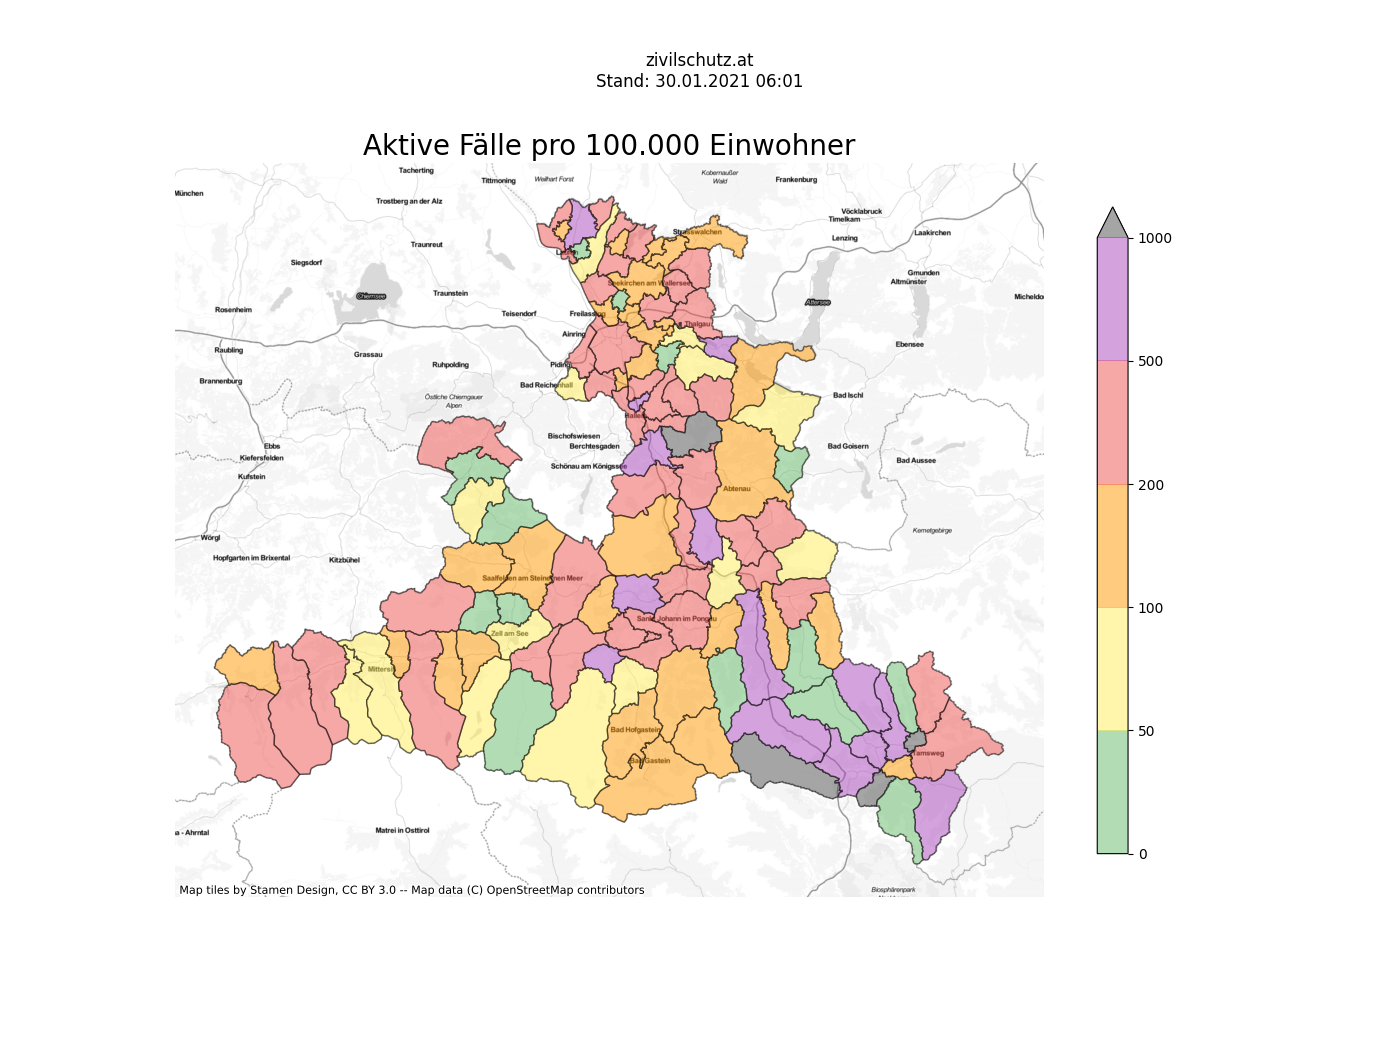 zivilschutz.at
Stand: 30.01.2021 06:01
Aktive Fälle pro 100.000 Einwohner
Tacherting
Tittmoning
Weilhart Forst
Kobernaußer
Wald
Frankenburg
München
Trostberg an der Alz
Vöcklabruck
Timelkam
Laakirchen
Strasswalchen
Lenzing
Traunreut
Siegsdorf
Gmunden
Altmünster
Seekirchen am Wallersee
Chiemsee
Traunstein
Attersee
Rosenheim
Teisendorf
Freilassing
Thalgau
Ainring
Ebensee
Raubling
Grassau
Ruhpolding
Piding
Brannenburg
Bad Reichenhall
Bad Ischl
Östliche Chiemgauer
Alpen
Bischofswiesen
Berchtesgaden
Bad Goisern
Ebbs
Kiefersfelden
Bad Aussee
Schönau am Königssee
Kufstein
Abtenau
Kemetgebirge
Wörgl
Hopfgarten im Brixental
Kitzbühel
Saalfelden am Steinernen Meer
Sankt Johann im Pongau
Zell am See
Bad Hofgastein
Tamsweg
Bad Gastein
Matrei in Osttirol
Map tiles by Stamen Design, CC BY 3.0 -- Map data (C) OpenStreetMap contributors
Biosphärenpark
1000
500
200
100
50
0